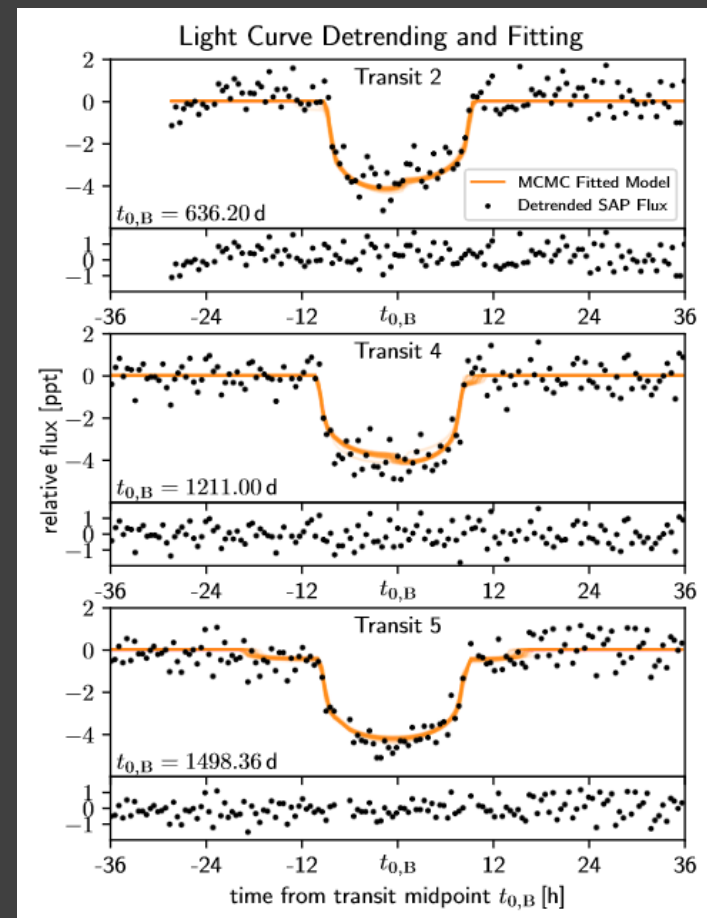 Light Curve Detrending and Fitting
Transit 2
2
0
−2
−4
MCMC Fitted Model
Detrended SAP Flux
t0,B = 636.20 d
1
0
−1
-36 -24 -12 t0,B 12 24 36
Transit 4
2
0
−2
−4
relative flux [ppt]
t0,B = 1211.00 d
1
0
−1
-36 -24 -12 t0,B 12 24 36
Transit 5
2
0
−2
−4
t0,B = 1498.36 d
1
0
−1
-36 -24 -12 t0,B 12 24 36
time from transit midpoint t0,B [h]